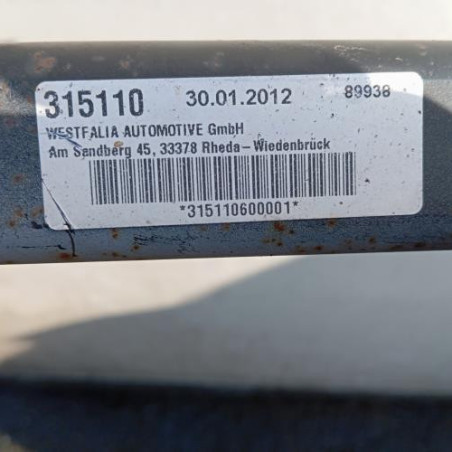 315110 30.01.2012 89938
WESTFALIA AUTOMOTIVE GmbH
Am Sandberg 45, 33378 Rheda-Wiedenbrück
*315110600001*